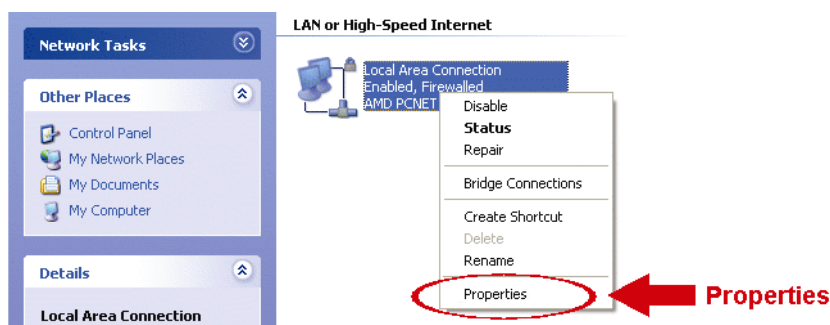 Network Tasks
Other Places
Control Panel
My Network Places
My Documents
My Computer
Details
Local Area Connection
LAN or High-Speed Internet
Local Area Connection
Enabled, Firewalled
AMD PCNET
Disable
Status
Repair
Bridge Connections
Create Shortcut
Delete
Rename
Properties
Properties